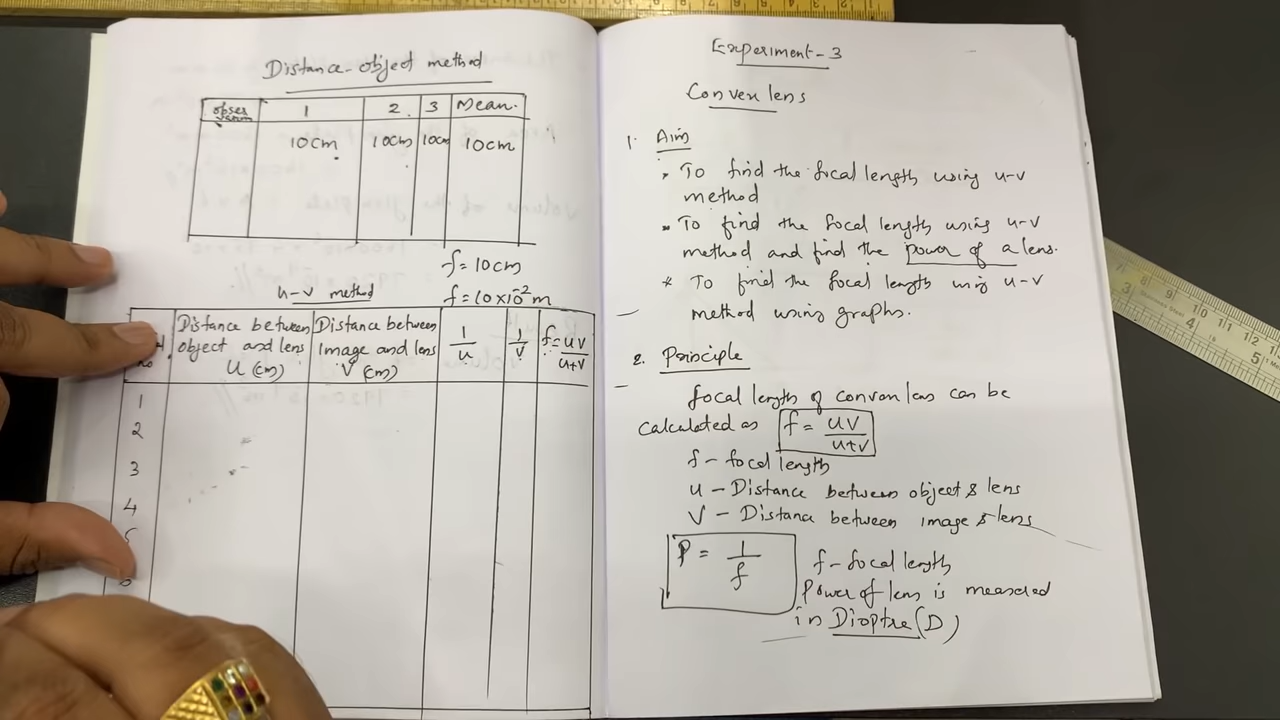 Distance-object method
obser
vation
1
2.
3
Mean.
10cm
10cm
10cm
10cm
f=10cm
f=10×10⁻²m
u-v method
no
Distance between
object and lens
U (cm)
Distance between
image and lens
V (cm)
1/u
1/v
f=uv/u+v
1
2
3
4
5
6
Experiment-3
Convex lens
1. Aim
* To find the focal length using u-v
method
* To find the focal length using u-v
method and find the power of a lens.
* To find the focal length using u-v
method using graphs.
2. Principle
focal length of convex lens can be
calculated as f = uv/u+v
f - focal length
u - Distance between object & lens
V - Distance between image & lens
P = 1/f
f - focal length
Power of lens is measered
in Dioptre (D)